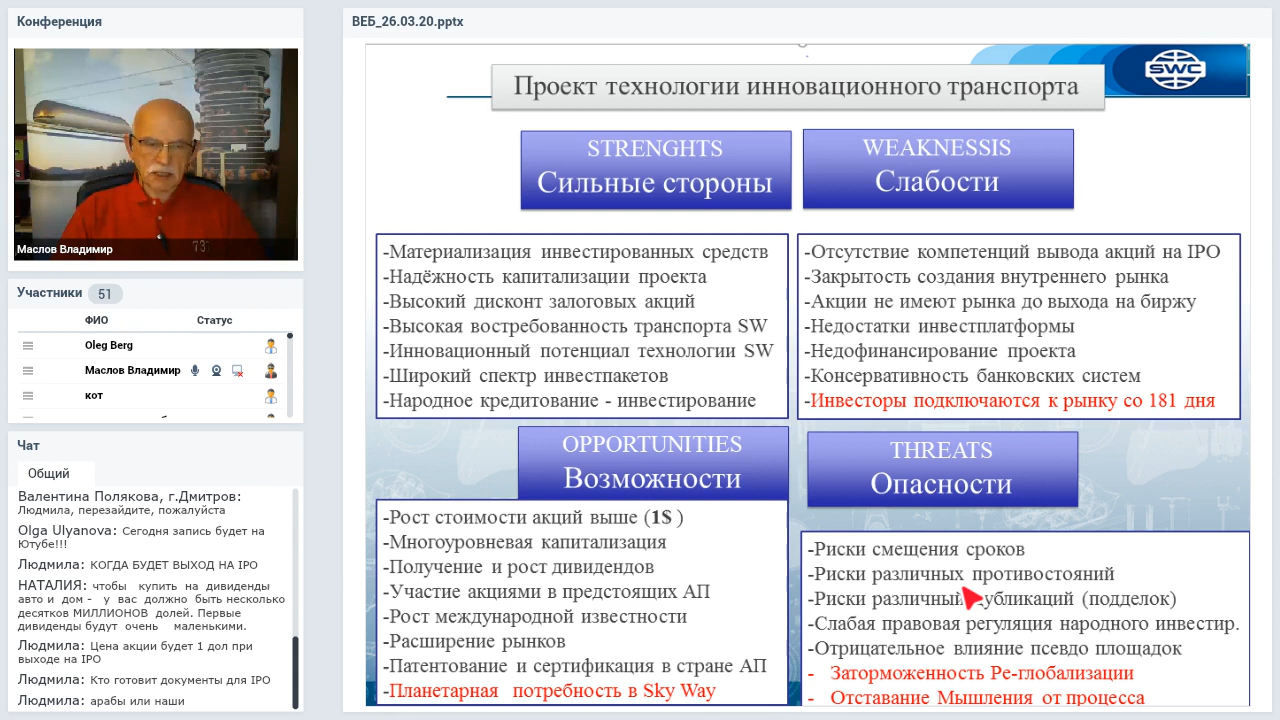 Конференция
Маслов Владимир
Участники 51
ФИО Статус
Oleg Berg
Маслов Владимир
кот
Чат
Общий
Валентина Полякова, г.Дмитров:
Людмила, перезайдите, пожалуйста
Olga Ulyanova: Сегодня запись будет на
Ютубе!!!
Людмила: КОГДА БУДЕТ ВЫХОД НА IPO
НАТАЛИЯ: чтобы купить на дивиденды
авто и дом - у вас должно быть несколько
десятков МИЛЛИОНОВ долей. Первые
дивиденды будут очень маленькими.
Людмила: Цена акции будет 1 дол при
выходе на IPO
Людмила: Кто готовит документы для IPO
Людмила: арабы или наши
ВЕБ_26.03.20.pptx
SWC
Проект технологии инновационного транспорта
STRENGHTS
Сильные стороны
-Материализация инвестированных средств
-Надёжность капитализации проекта
-Высокий дисконт залоговых акций
-Высокая востребованность транспорта SW
-Инновационный потенциал технологии SW
-Широкий спектр инвестпакетов
-Народное кредитование - инвестирование
WEAKNESSIS
Слабости
-Отсутствие компетенций вывода акций на IPO
-Закрытость создания внутреннего рынка
-Акции не имеют рынка до выхода на биржу
-Недостатки инвестплатформы
-Недофинансирование проекта
-Консервативность банковских систем
-Инвесторы подключаются к рынку со 181 дня
OPPORTUNITIES
Возможности
-Рост стоимости акций выше (1$ )
-Многоуровневая капитализация
-Получение и рост дивидендов
-Участие акциями в предстоящих АП
-Рост международной известности
-Расширение рынков
-Патентование и сертификация в стране АП
-Планетарная потребность в Sky Way
THREATS
Опасности
-Риски смещения сроков
-Риски различных противостояний
-Риски (подделок)
-Слабая правовая регуляция народного инвестир.
-Отрицательное влияние псевдо площадок
- Заторможенность Ре-глобализации
- Отставание Мышления от процесса